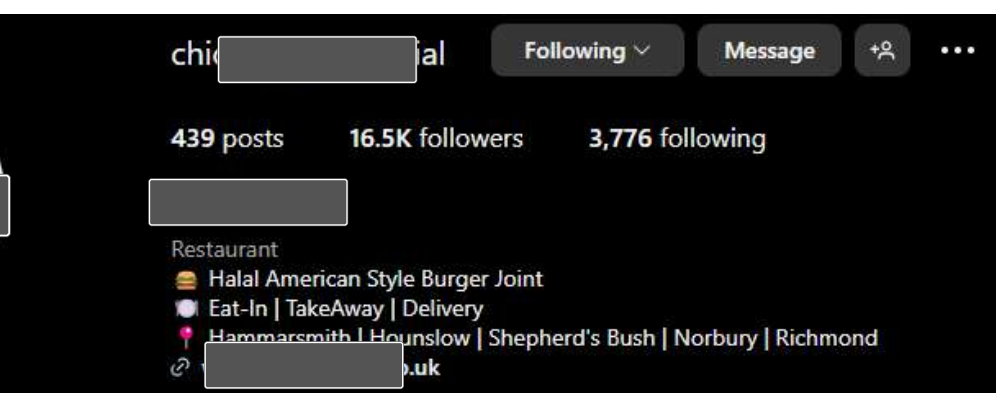 chi ial Following Message
439 posts 16.5K followers 3,776 following
Restaurant
Halal American Style Burger Joint
Eat-In | TakeAway | Delivery
Hammarsmith | Hounslow | Shepherd's Bush | Norbury | Richmond
.uk